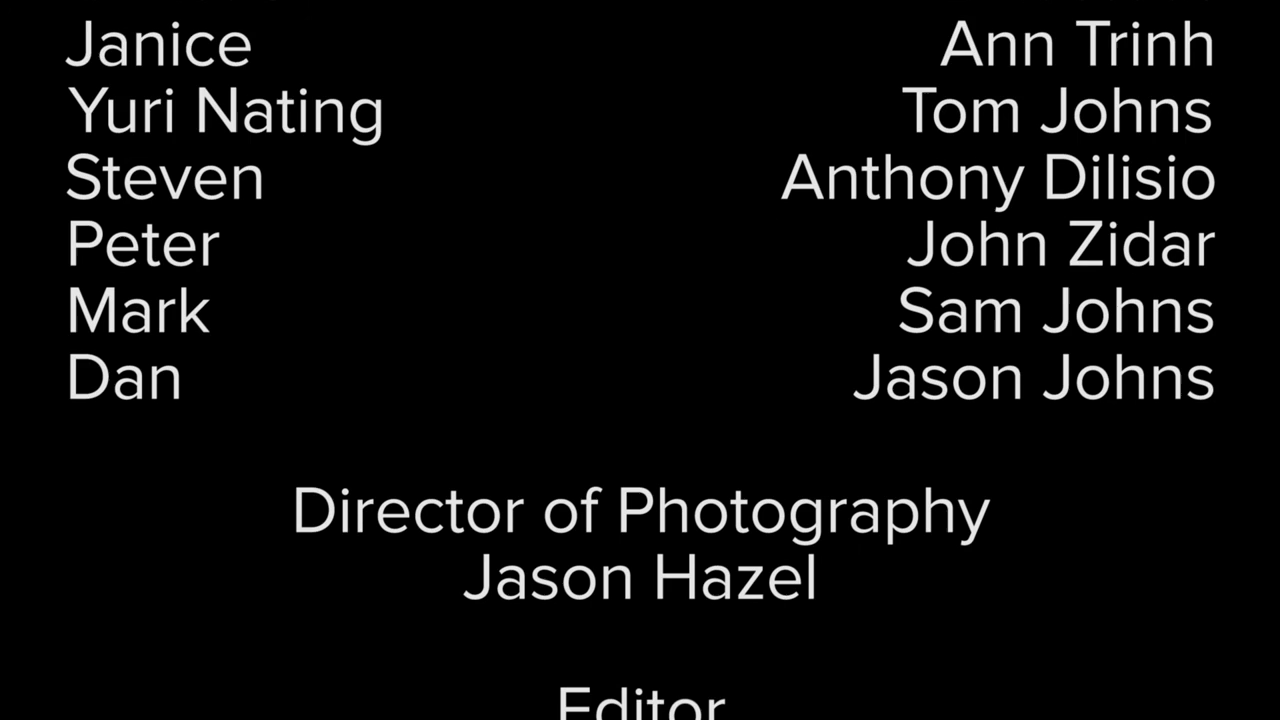 Janice Ann Trinh
Yuri Nating Tom Johns
Steven Anthony Dilisio
Peter John Zidar
Mark Sam Johns
Dan Jason Johns
Director of Photography
Jason Hazel
Editor